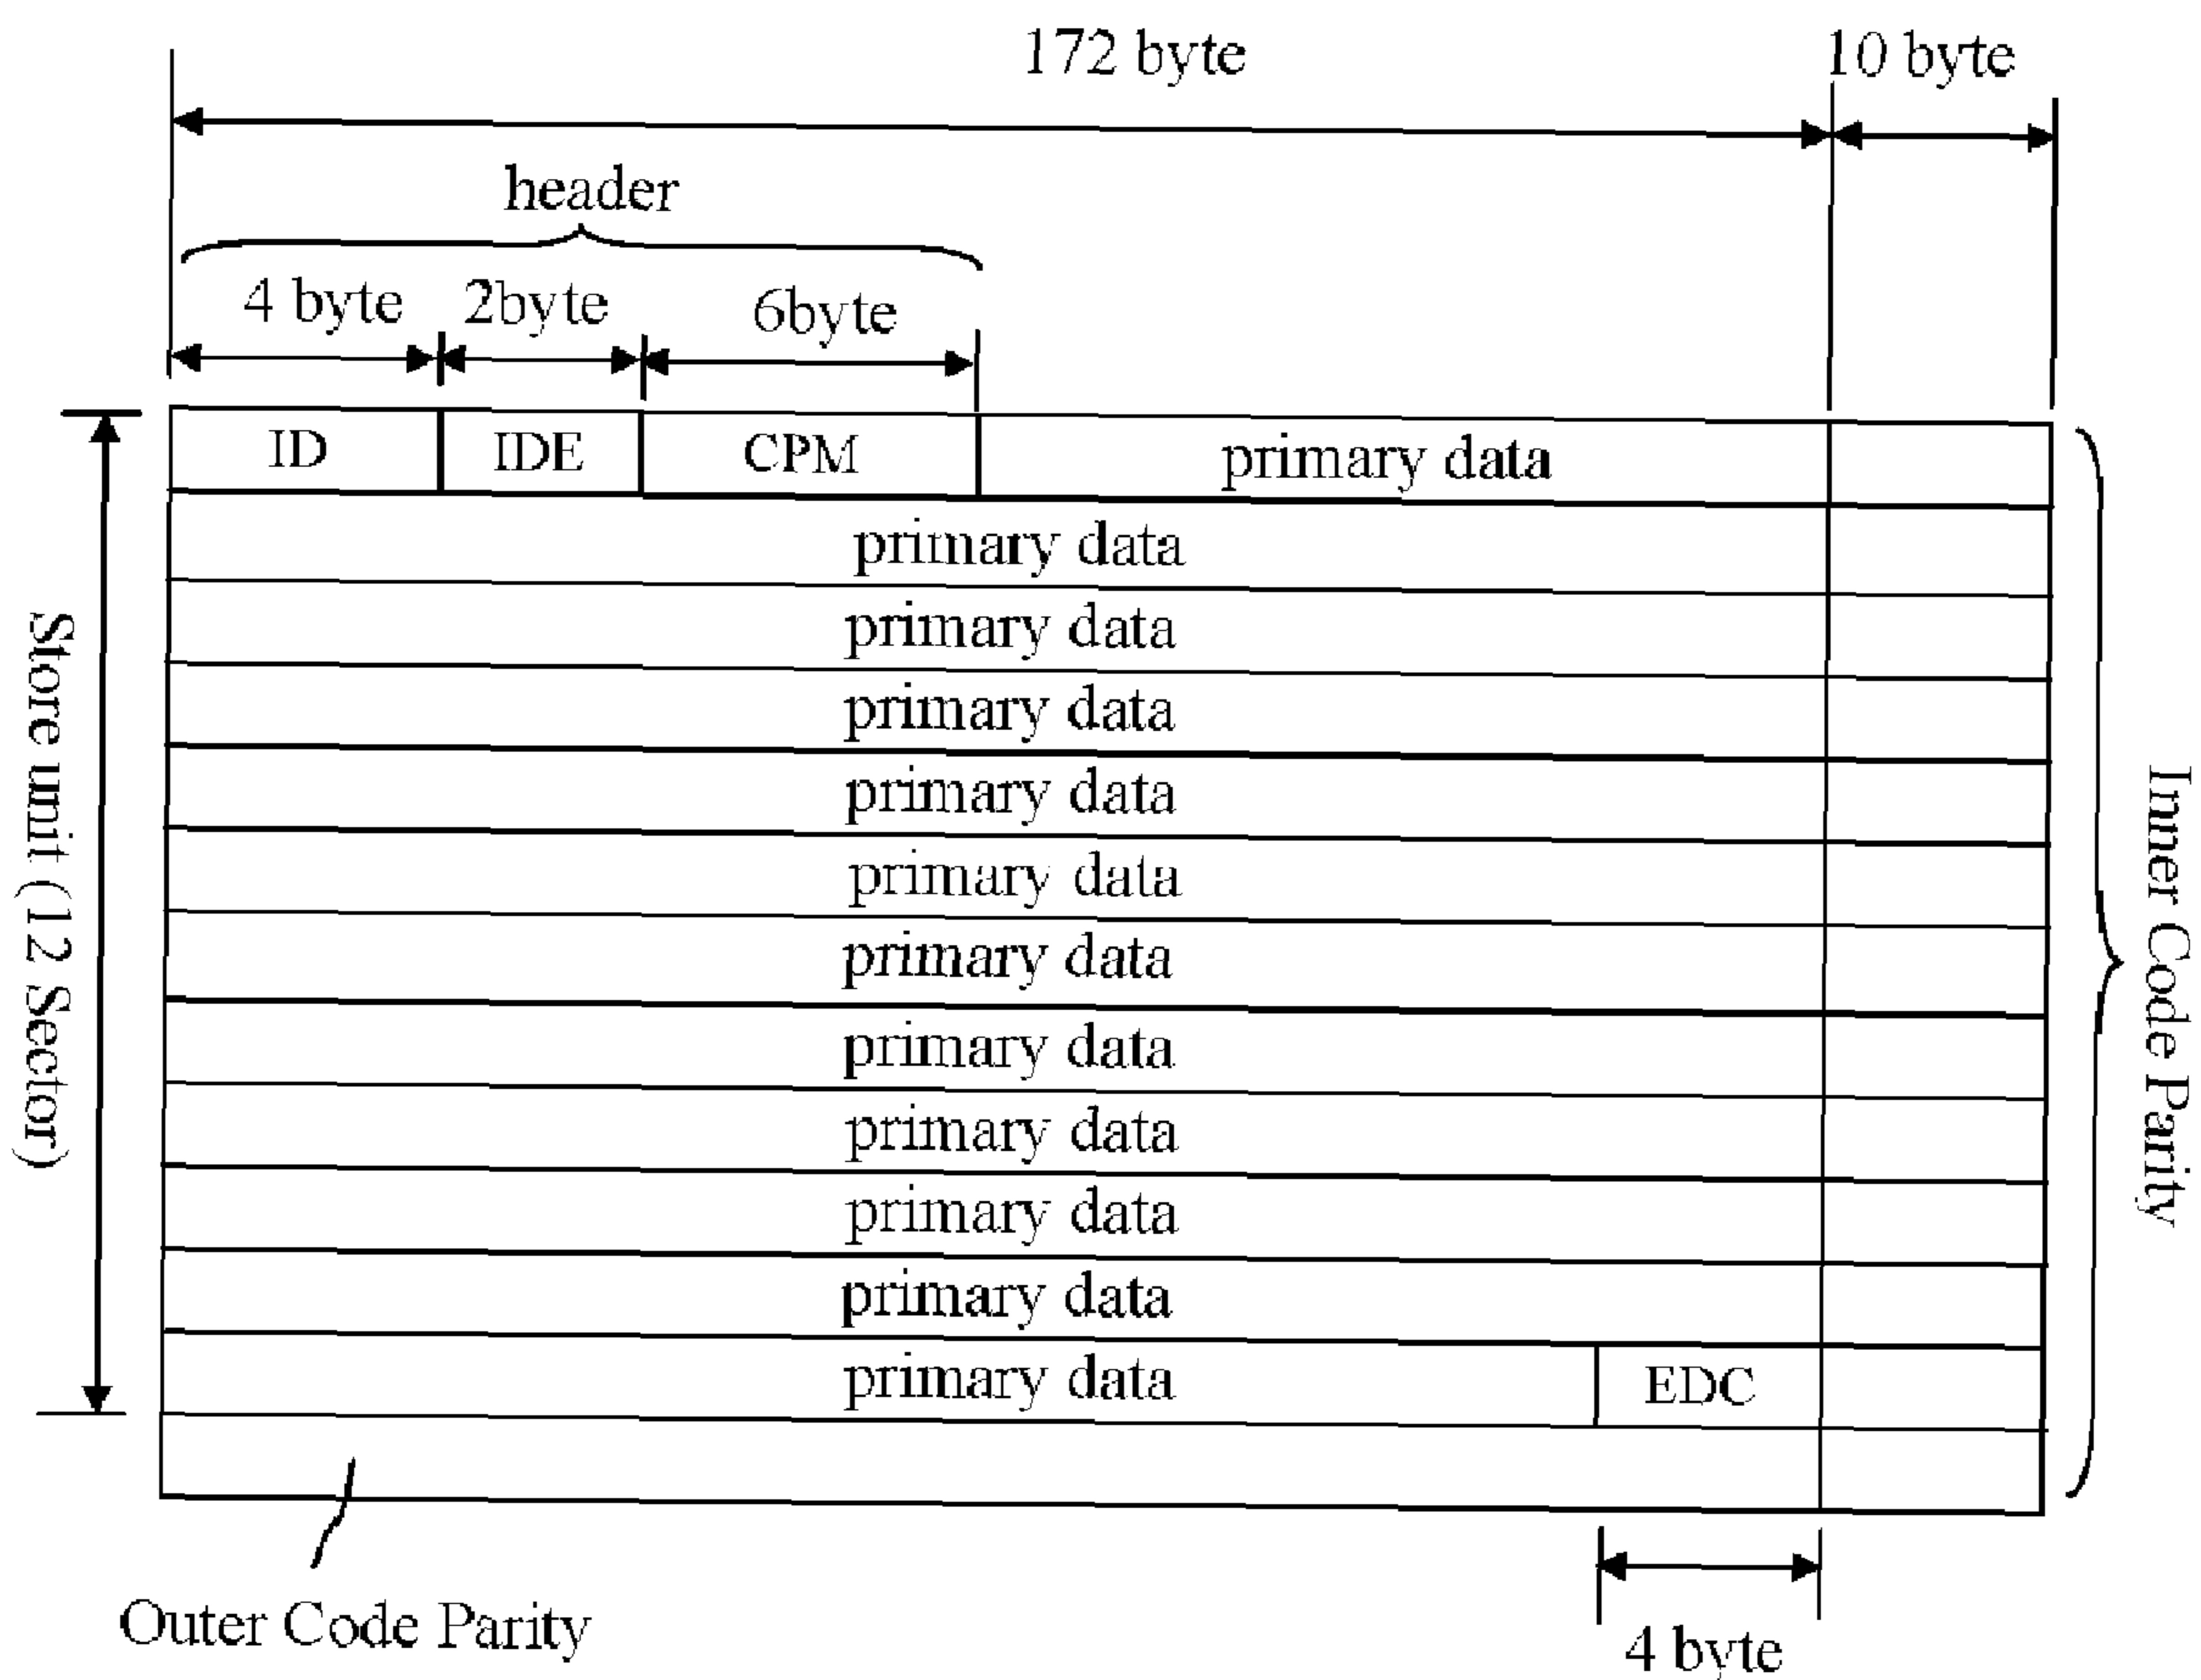 172 byte
10 byte
header
4 byte
2byte
6byte
ID
IDE
CPM
primary data
primary data
primary data
primary data
primary data
primary data
primary data
primary data
primary data
primary data
primary data
primary data
EDC
Store unit (12 Sector)
Inner Code Parity
Outer Code Parity
4 byte